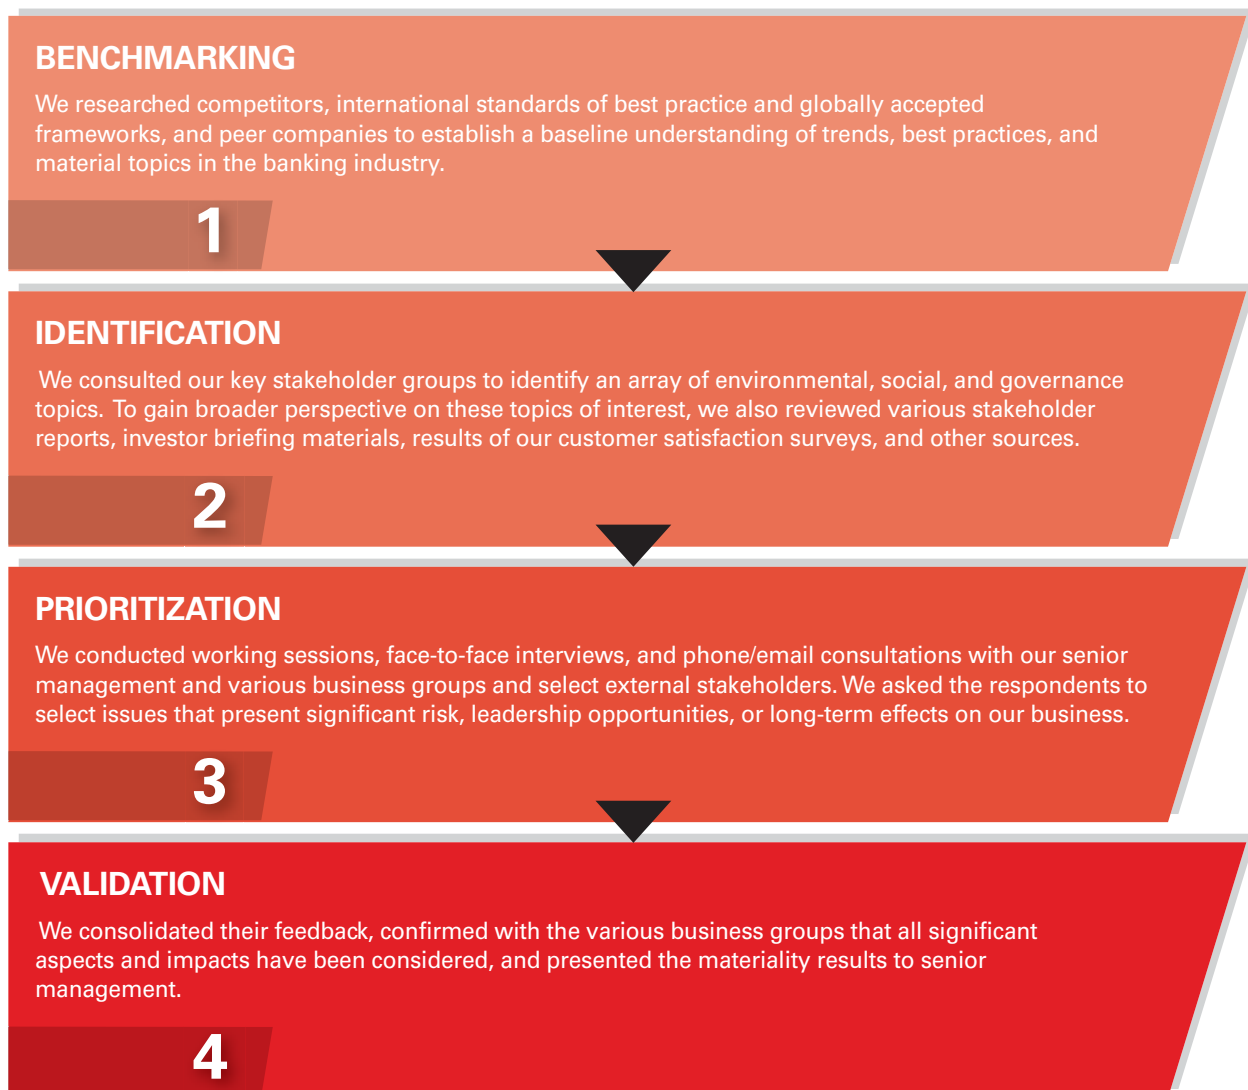 BENCHMARKING
We researched competitors, international standards of best practice and globally accepted
frameworks, and peer companies to establish a baseline understanding of trends, best practices, and
material topics in the banking industry.
1
IDENTIFICATION
We consulted our key stakeholder groups to identify an array of environmental, social, and governance
topics. To gain broader perspective on these topics of interest, we also reviewed various stakeholder
reports, investor briefing materials, results of our customer satisfaction surveys, and other sources.
2
PRIORITIZATION
We conducted working sessions, face-to-face interviews, and phone/email consultations with our senior
management and various business groups and select external stakeholders. We asked the respondents to
select issues that present significant risk, leadership opportunities, or long-term effects on our business.
3
VALIDATION
We consolidated their feedback, confirmed with the various business groups that all significant
aspects and impacts have been considered, and presented the materiality results to senior
management.
4